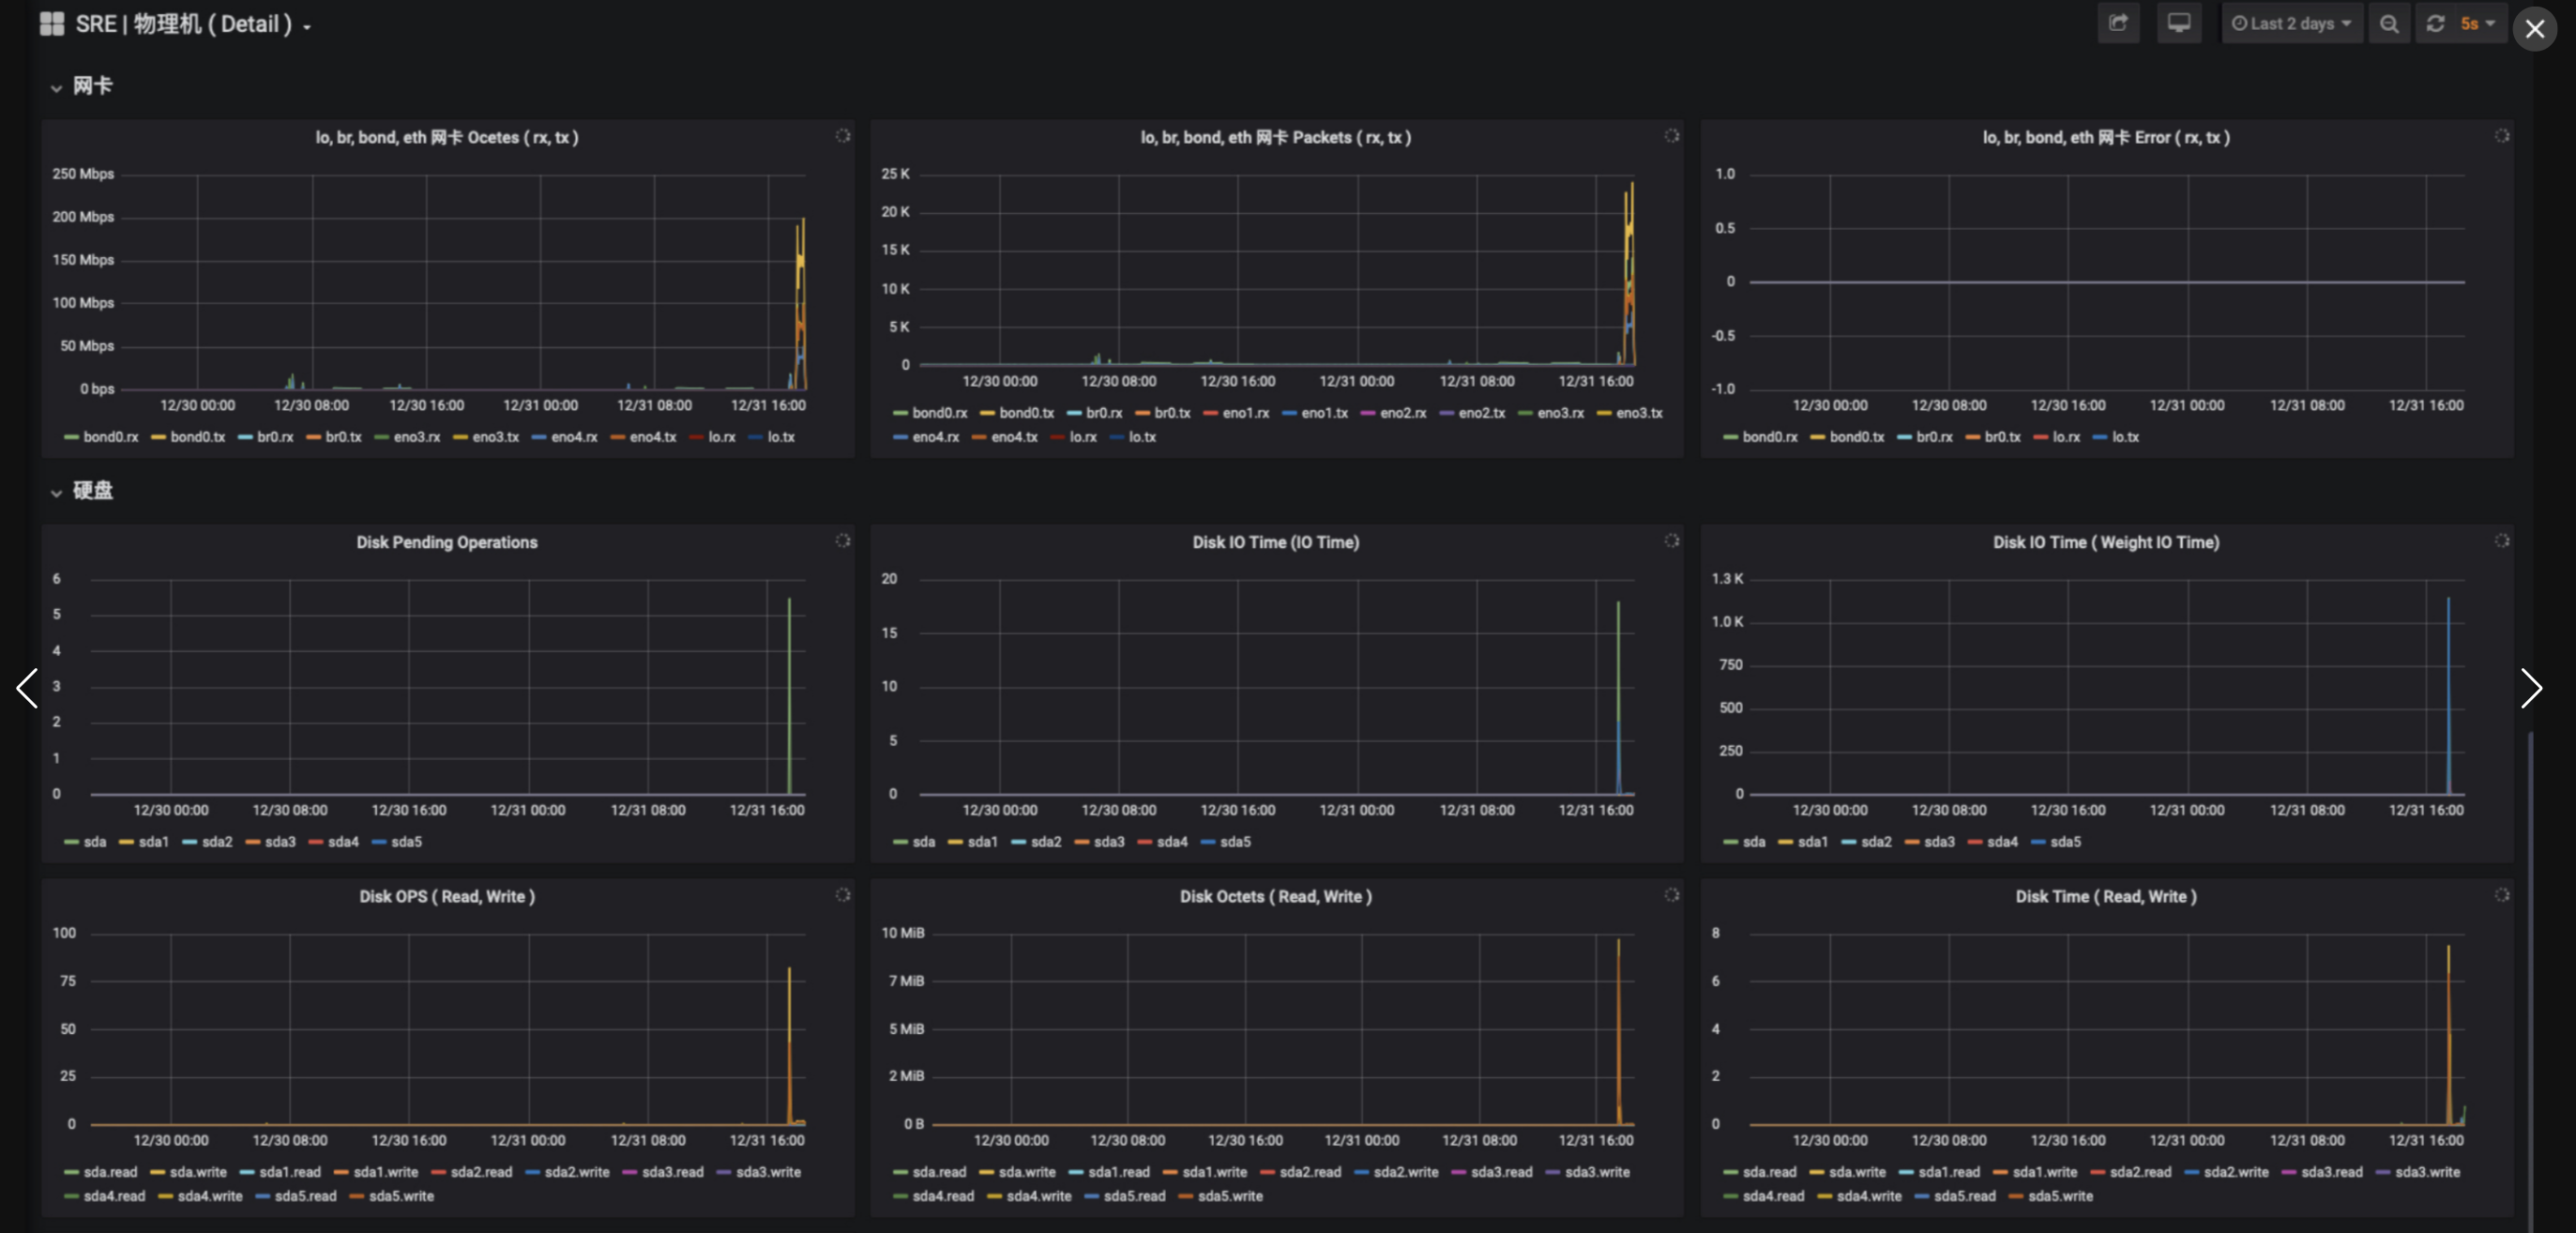 SRE | 物理机 ( Detail )
Last 2 days
5s
网卡
lo, br, bond, eth 网卡 Ocetes ( rx, tx )
250 Mbps
200 Mbps
150 Mbps
100 Mbps
50 Mbps
0 bps
12/30 00:00 12/30 08:00 12/30 16:00 12/31 00:00 12/31 08:00 12/31 16:00
bond0.rx bond0.tx br0.rx br0.tx eno3.rx eno3.tx eno4.rx eno4.tx lo.rx lo.tx
lo, br, bond, eth 网卡 Packets ( rx, tx )
25 K
20 K
15 K
10 K
5 K
0
12/30 00:00 12/30 08:00 12/30 16:00 12/31 00:00 12/31 08:00 12/31 16:00
bond0.rx bond0.tx br0.rx br0.tx eno1.rx eno1.tx eno2.rx eno2.tx eno3.rx eno3.tx
eno4.rx eno4.tx lo.rx lo.tx
lo, br, bond, eth 网卡 Error ( rx, tx )
1.0
0.5
0
-0.5
-1.0
12/30 00:00 12/30 08:00 12/30 16:00 12/31 00:00 12/31 08:00 12/31 16:00
bond0.rx bond0.tx br0.rx br0.tx lo.rx lo.tx
硬盘
Disk Pending Operations
6
5
4
3
2
1
0
12/30 00:00 12/30 08:00 12/30 16:00 12/31 00:00 12/31 08:00 12/31 16:00
sda sda1 sda2 sda3 sda4 sda5
Disk IO Time (IO Time)
20
15
10
5
0
12/30 00:00 12/30 08:00 12/30 16:00 12/31 00:00 12/31 08:00 12/31 16:00
sda sda1 sda2 sda3 sda4 sda5
Disk IO Time ( Weight IO Time)
1.3 K
1.0 K
750
500
250
0
12/30 00:00 12/30 08:00 12/30 16:00 12/31 00:00 12/31 08:00 12/31 16:00
sda sda1 sda2 sda3 sda4 sda5
Disk OPS ( Read, Write )
100
75
50
25
0
12/30 00:00 12/30 08:00 12/30 16:00 12/31 00:00 12/31 08:00 12/31 16:00
sda.read sda.write sda1.read sda1.write sda2.read sda2.write sda3.read sda3.write
sda4.read sda4.write sda5.read sda5.write
Disk Octets ( Read, Write )
10 MiB
7 MiB
5 MiB
2 MiB
0 B
12/30 00:00 12/30 08:00 12/30 16:00 12/31 00:00 12/31 08:00 12/31 16:00
sda.read sda.write sda1.read sda1.write sda2.read sda2.write sda3.read sda3.write
sda4.read sda4.write sda5.read sda5.write
Disk Time ( Read, Write )
8
6
4
2
0
12/30 00:00 12/30 08:00 12/30 16:00 12/31 00:00 12/31 08:00 12/31 16:00
sda.read sda.write sda1.read sda1.write sda2.read sda2.write sda3.read sda3.write
sda4.read sda4.write sda5.read sda5.write